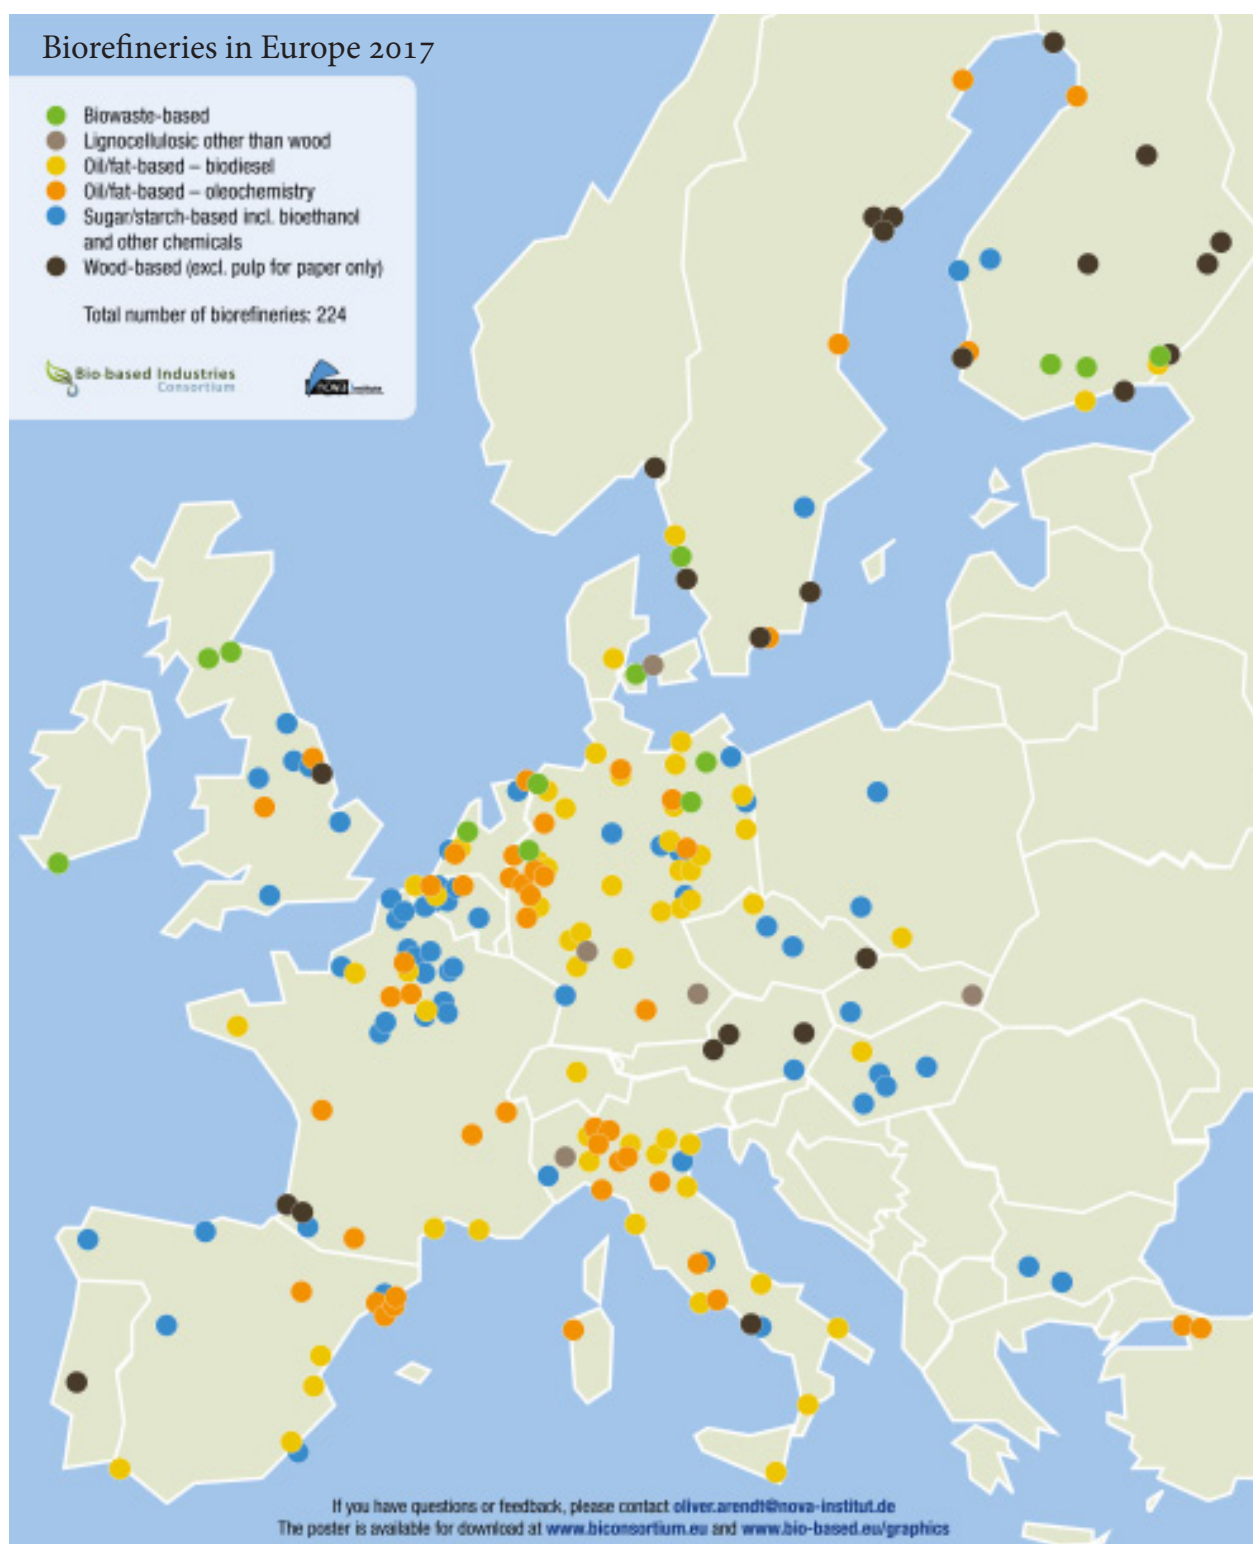 Biorefineries in Europe 2017
Biowaste-based
Lignocellulosic other than wood
Oil/fat-based – biodiesel
Oil/fat-based – oleochemistry
Sugar/starch-based incl. bioethanol
and other chemicals
Wood-based (excl. pulp for paper only)
Total number of biorefineries: 224
Bio-based Industries
Consortium
If you have questions or feedback, please contact oliver.arendt@nova-institut.de
The poster is available for download at www.biconsortium.eu and www.bio-based.eu/graphics